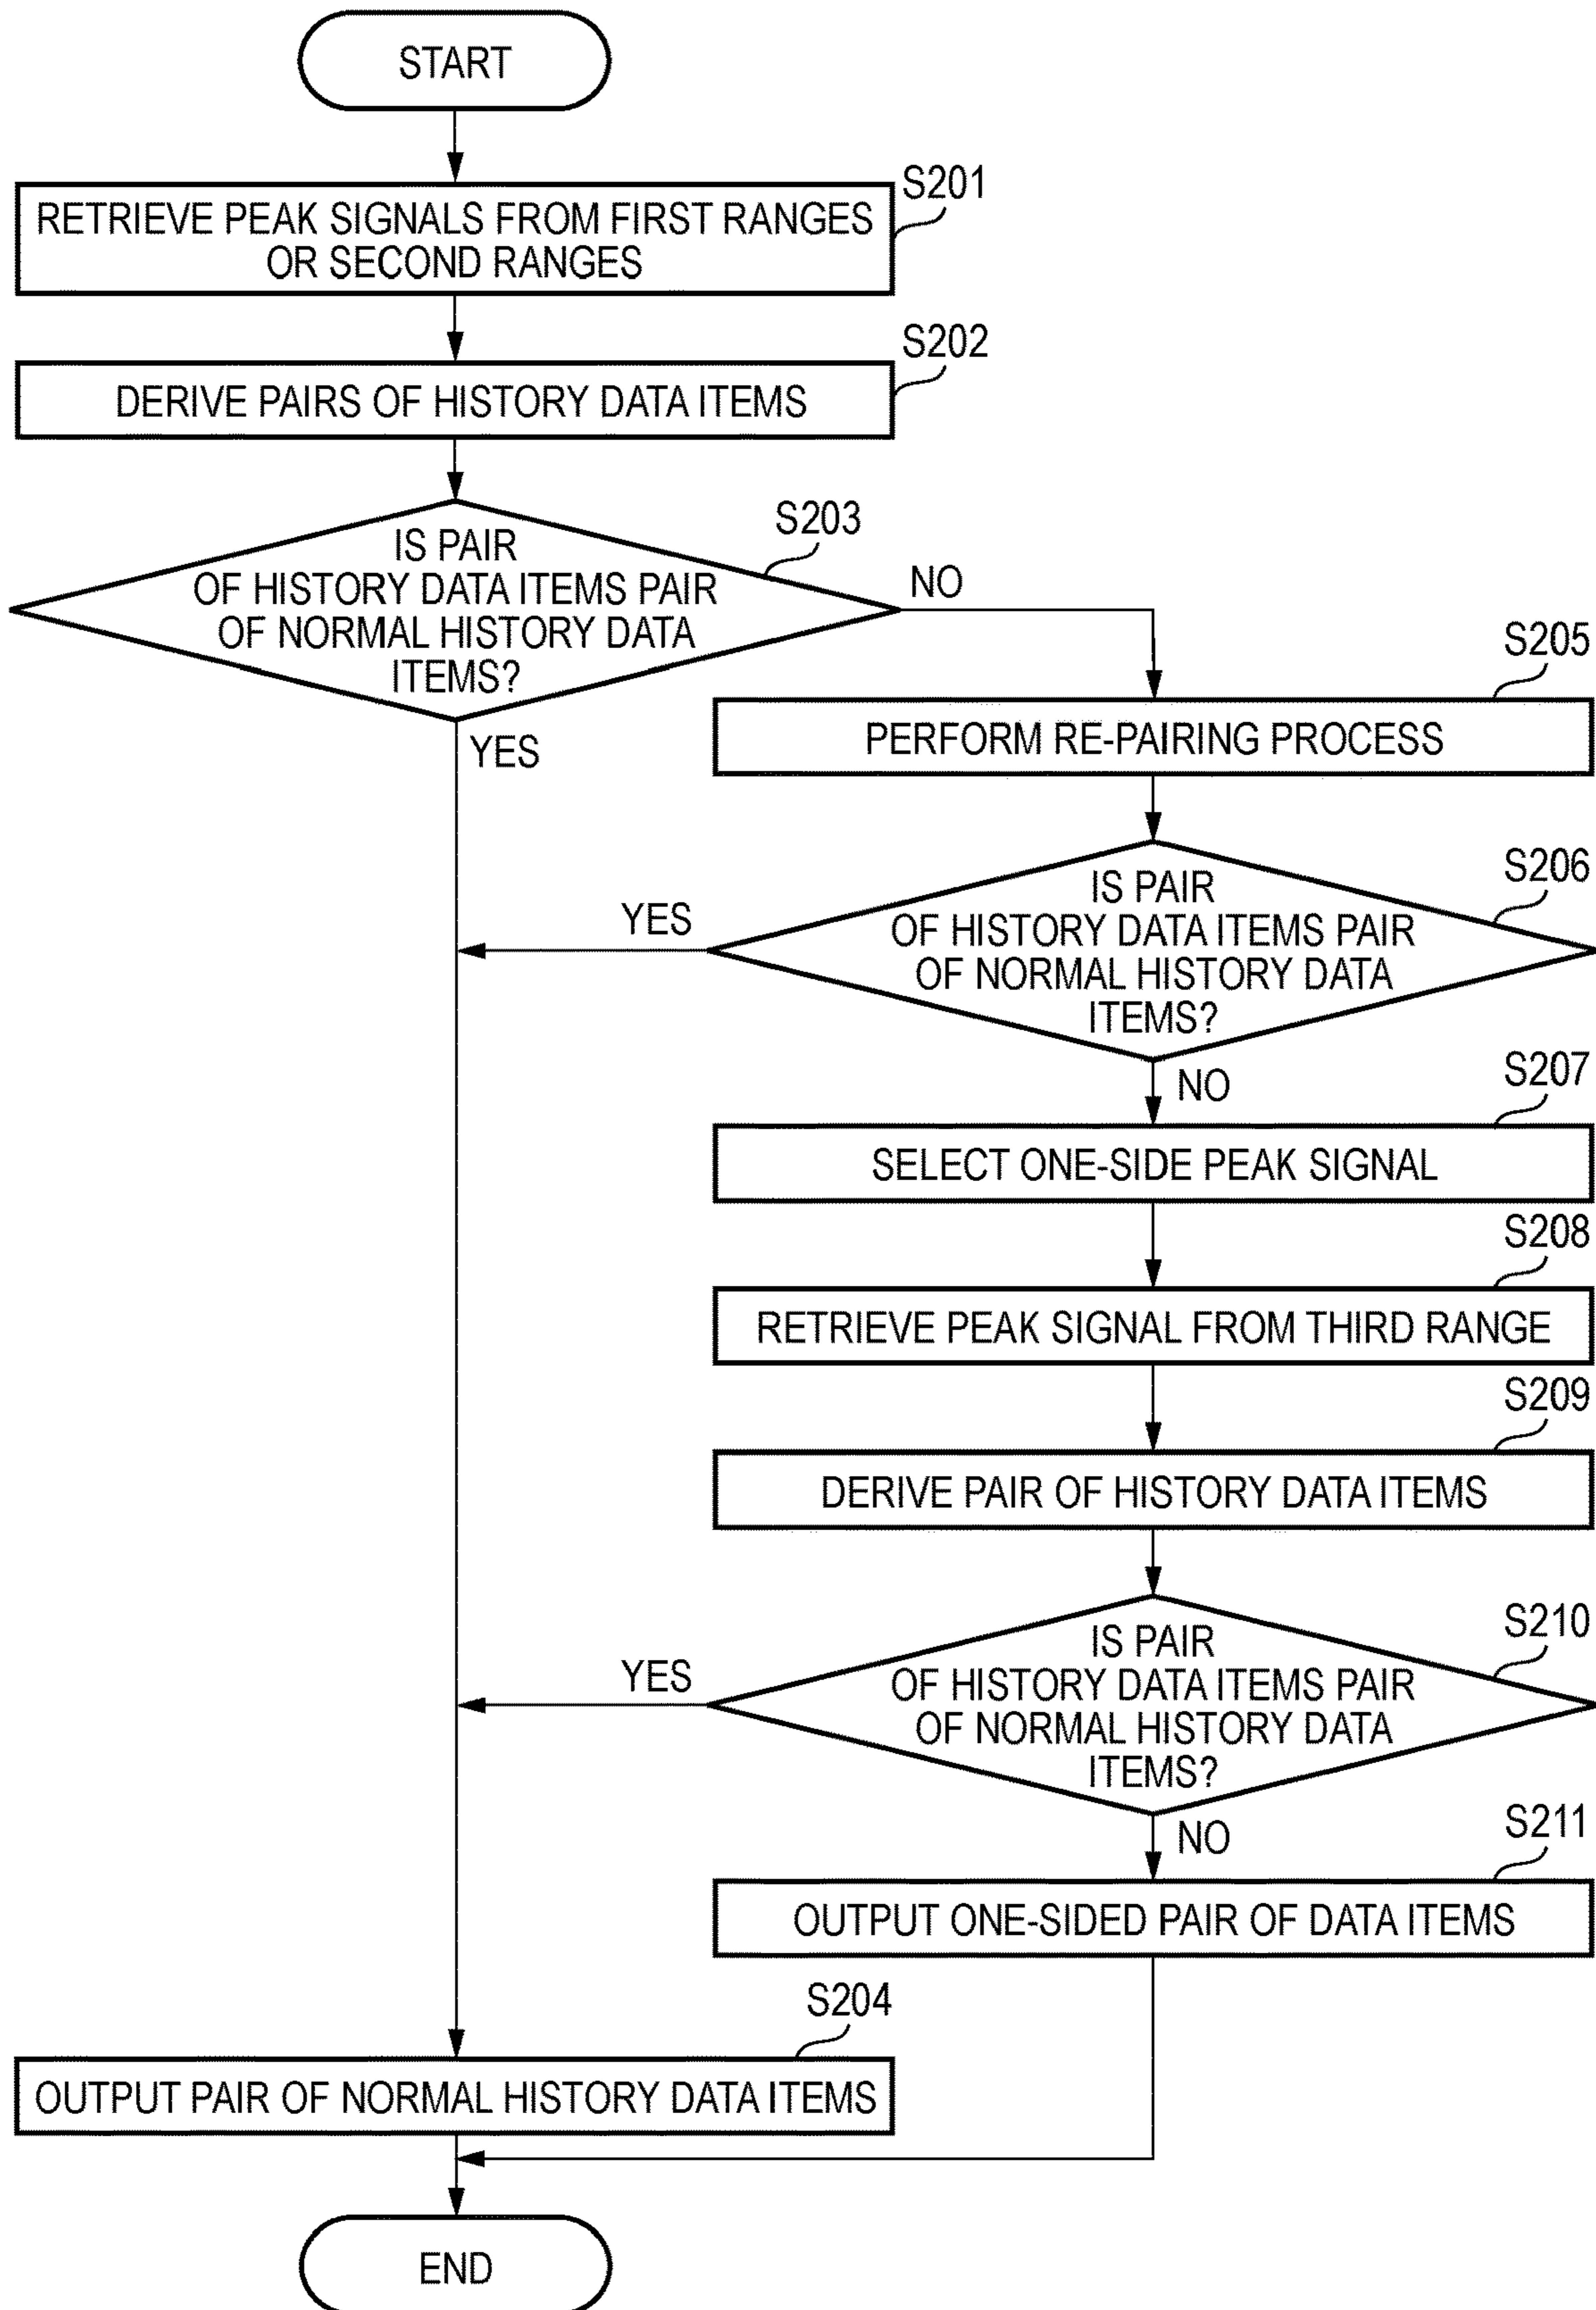 START
S201
RETRIEVE PEAK SIGNALS FROM FIRST RANGES
OR SECOND RANGES
S202
DERIVE PAIRS OF HISTORY DATA ITEMS
S203
IS PAIR
OF HISTORY DATA ITEMS PAIR
OF NORMAL HISTORY DATA
ITEMS?
NO
YES
S205
PERFORM RE-PAIRING PROCESS
S206
IS PAIR
OF HISTORY DATA ITEMS PAIR
OF NORMAL HISTORY DATA
ITEMS?
YES
NO
S207
SELECT ONE-SIDE PEAK SIGNAL
S208
RETRIEVE PEAK SIGNAL FROM THIRD RANGE
S209
DERIVE PAIR OF HISTORY DATA ITEMS
S210
IS PAIR
OF HISTORY DATA ITEMS PAIR
OF NORMAL HISTORY DATA
ITEMS?
YES
NO
S211
OUTPUT ONE-SIDED PAIR OF DATA ITEMS
S204
OUTPUT PAIR OF NORMAL HISTORY DATA ITEMS
END